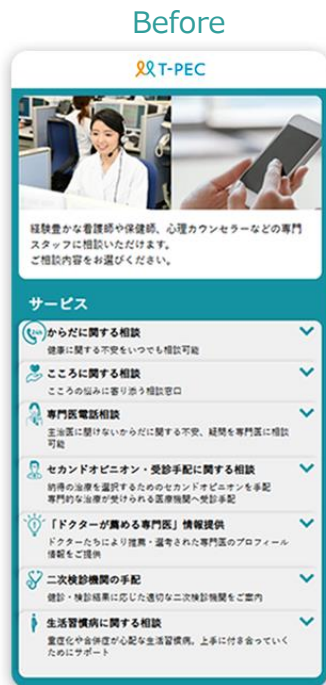 Before
T-PEC
経験豊かな看護師や保健師、心理カウンセラーなどの専門
スタッフに相談いただけます。
ご相談内容をお選びください。
サービス
24h
からだに関する相談
健康に関する不安をいつでも相談可能
こころに関する相談
こころの悩みに寄り添う相談窓口
専門医電話相談
主治医に聞けないからだに関する不安、疑問を専門医に相談
可能
セカンドオピニオン・受診手配に関する相談
納得の治療を選択するためのセカンドオピニオンを手配
専門的な治療が受けられる医療機関へ受診手配
「ドクターが薦める専門医」情報提供
ドクターたちにより推薦・選考された専門医のプロフィール
情報をご提供
二次検診機関の手配
健診・検診結果に応じた適切な二次検診機関をご案内
生活習慣病に関する相談
重症化や合併症が心配な生活習慣病。上手に付き合っていく
ためにサポート